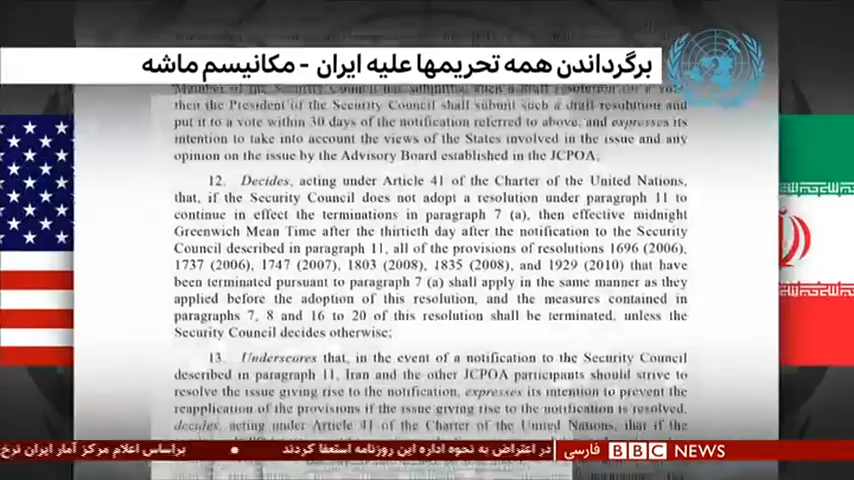 برگرداندن همه تحریمها علیه ایران - مکانیسم ماشه
then the President of the Security Council shall submit such a draft resolution and
put it to a vote within 30 days of the notification referred to above, and expresses its
intention to take into account the views of the States involved in the issue and any
opinion on the issue by the Advisory Board established in the JCPOA;
12. Decides, acting under Article 41 of the Charter of the United Nations,
that, if the Security Council does not adopt a resolution under paragraph 11 to
continue in effect the terminations in paragraph 7 (a), then effective midnight
Greenwich Mean Time after the thirtieth day after the notification to the Security
Council described in paragraph 11, all of the provisions of resolutions 1696 (2006),
1737 (2006), 1747 (2007), 1803 (2008), 1835 (2008), and 1929 (2010) that have
been terminated pursuant to paragraph 7 (a) shall apply in the same manner as they
applied before the adoption of this resolution, and the measures contained in
paragraphs 7, 8 and 16 to 20 of this resolution shall be terminated, unless the
Security Council decides otherwise;
13. Underscores that, in the event of a notification to the Security Council
described in paragraph 11, Iran and the other JCPOA participants should strive to
resolve the issue giving rise to the notification, expresses its intention to prevent the
reapplication of the provisions if the issue giving rise to the notification is resolved,
decides, acting under Article 41 of the Charter of the United Nations, that if the
BBC NEWS فارسی
در اعتراض به نحوه اداره این روزنامه استعفا کردند • براساس اعلام مرکز آمار ایران نرخ